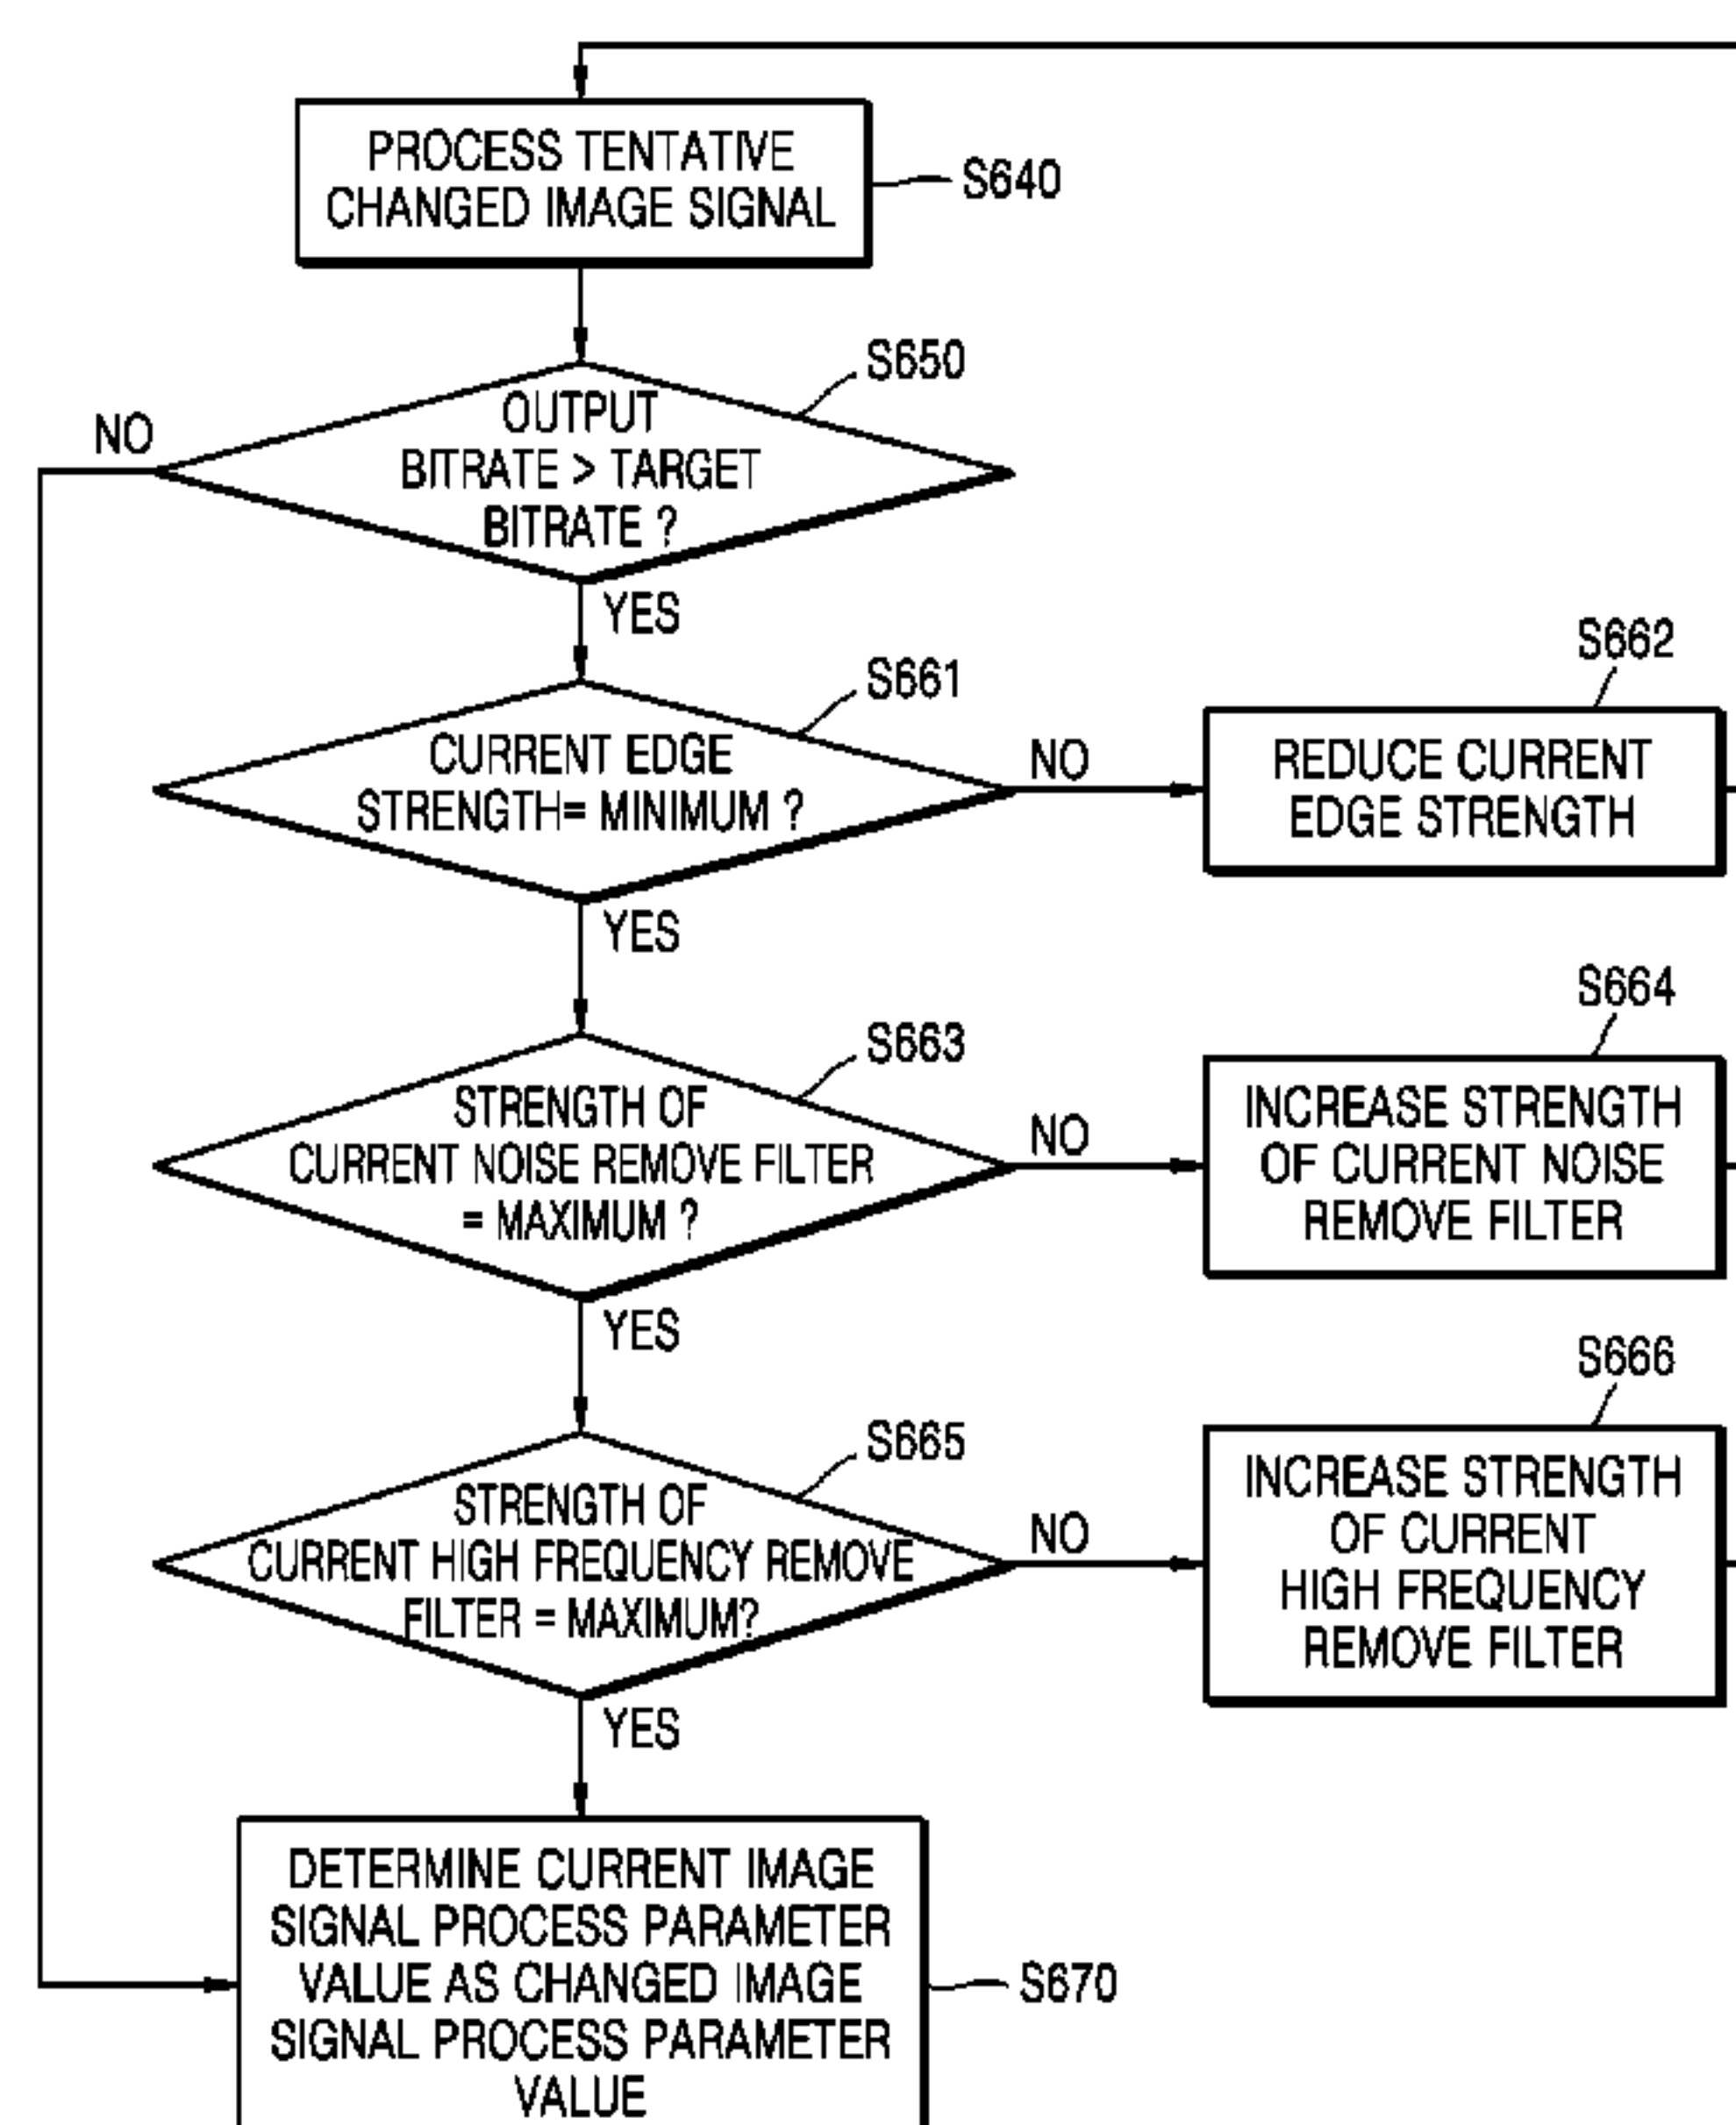 PROCESS TENTATIVE
CHANGED IMAGE SIGNAL
S640
S650
OUTPUT
BITRATE > TARGET
BITRATE ?
NO
YES
S661
CURRENT EDGE
STRENGTH= MINIMUM ?
NO
S662
REDUCE CURRENT
EDGE STRENGTH
YES
S663
STRENGTH OF
CURRENT NOISE REMOVE FILTER
= MAXIMUM ?
NO
S664
INCREASE STRENGTH
OF CURRENT NOISE
REMOVE FILTER
YES
S665
STRENGTH OF
CURRENT HIGH FREQUENCY REMOVE
FILTER = MAXIMUM?
NO
S666
INCREASE STRENGTH
OF CURRENT
HIGH FREQUENCY
REMOVE FILTER
YES
DETERMINE CURRENT IMAGE
SIGNAL PROCESS PARAMETER
VALUE AS CHANGED IMAGE
SIGNAL PROCESS PARAMETER
VALUE
S670